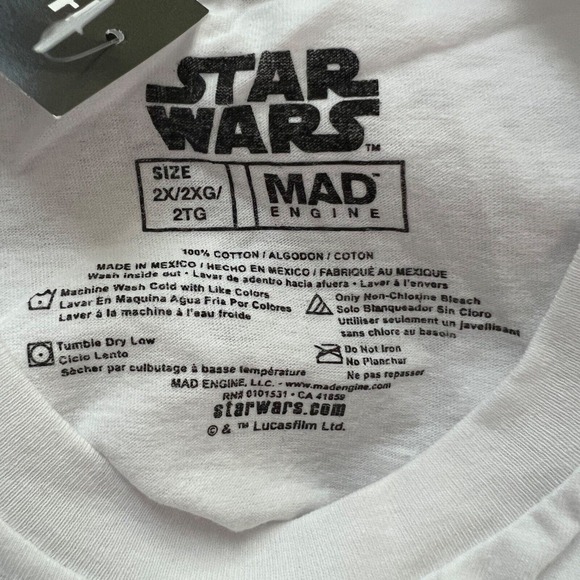 STAR
WARS™
SIZE
2X/2XG/
2TG
MAD™
ENGINE
100% COTTON / ALGODON / COTON
MADE IN MEXICO / HECHO EN MEXICO / FABRIQUÉ AU MEXIQUE
Wash inside out • Lavar de adentro hacia afuera • Laver à l'envers
Machine Wash Cold with Like Colors
Lavar En Maquina Agua Fria Por Colores
Laver à la machine à l'eau froide
Only Non-Chlorine Bleach
Solo Blanqueador Sin Cloro
Utiliser seulement un javellisant
sans chlore au besoin
Tumble Dry Low
Ciclo Lento
Sècher par culbutage à basse température
Do Not Iron
No Planchar
Ne pas repasser
MAD ENGINE, LLC. - www.madengine.com
RN# 0101531 • CA 41859
starwars.com
© & ™ Lucasfilm Ltd.